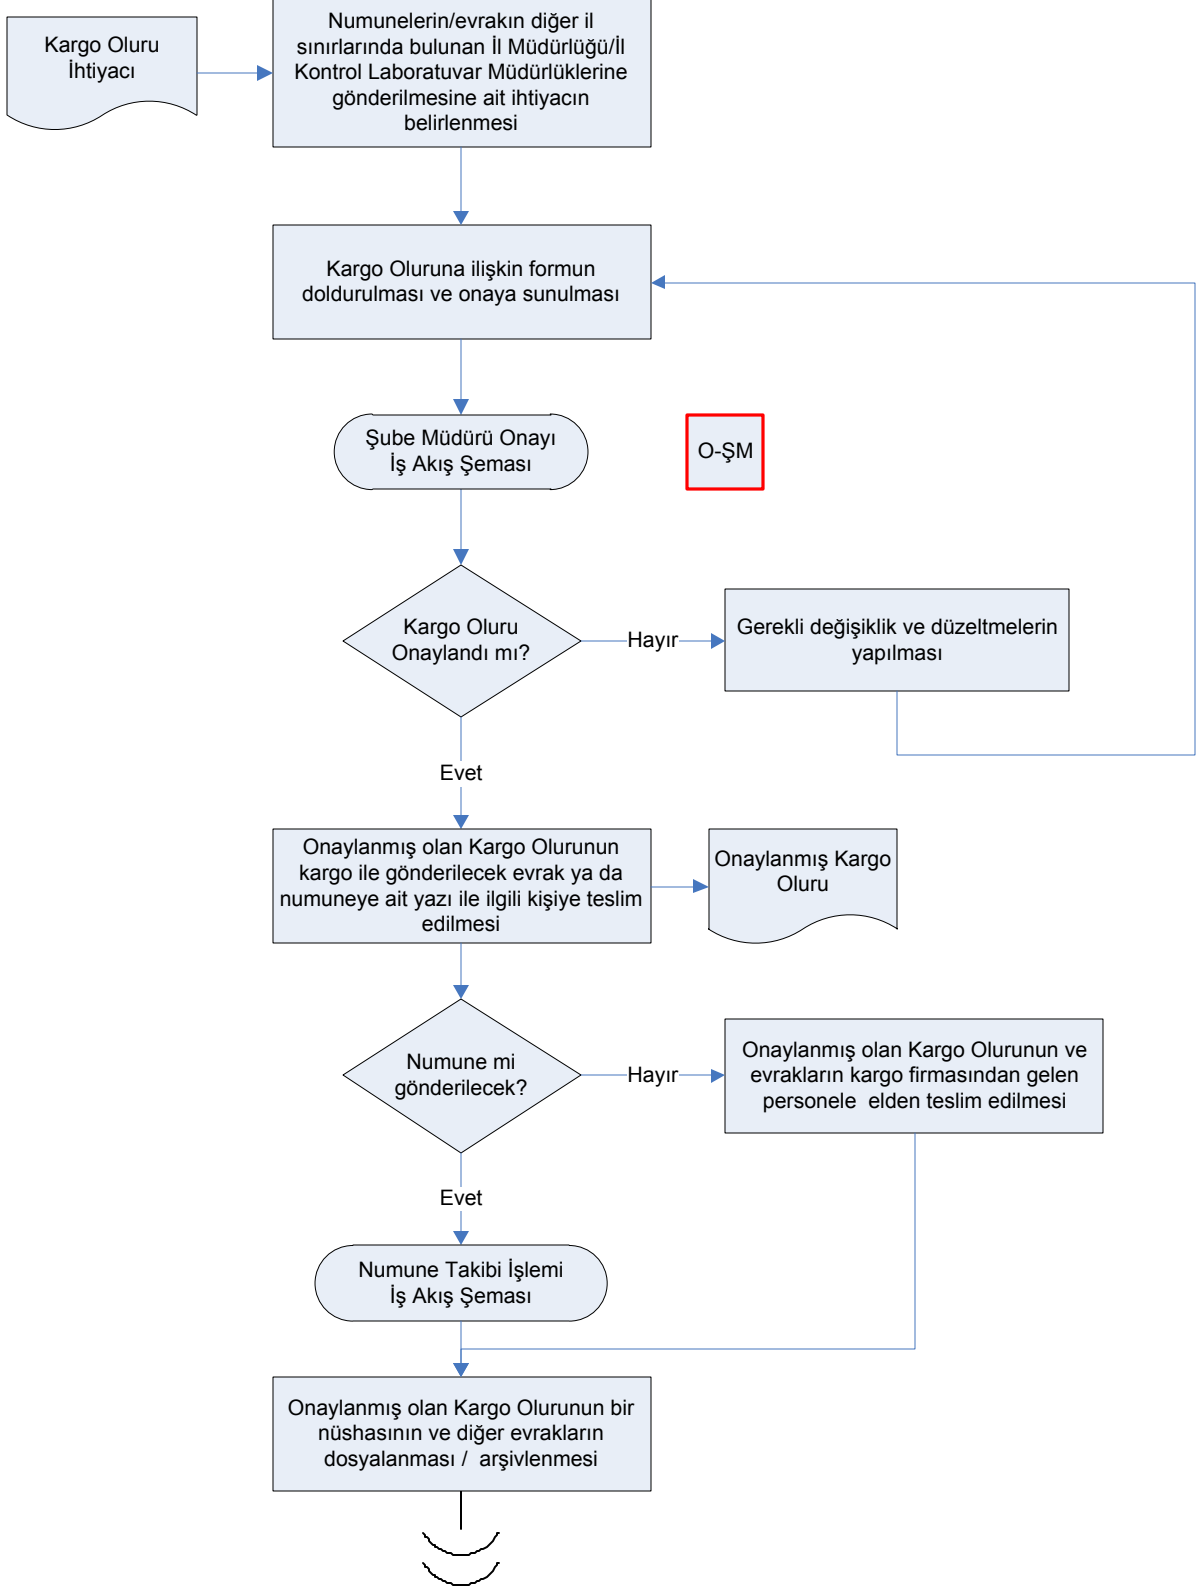 Kargo Oluru
İhtiyacı
Numunelerin/evrakın diğer il
sınırlarında bulunan İl Müdürlüğü/İl
Kontrol Laboratuvar Müdürlüklerine
gönderilmesine ait ihtiyacın
belirlenmesi
Kargo Oluruna ilişkin formun
doldurulması ve onaya sunulması
Şube Müdürü Onayı
İş Akış Şeması
O-ŞM
Kargo Oluru
Onaylandı mı?
Hayır
Gerekli değişiklik ve düzeltmelerin
yapılması
Evet
Onaylanmış olan Kargo Olurunun
kargo ile gönderilecek evrak ya da
numuneye ait yazı ile ilgili kişiye teslim
edilmesi
Onaylanmış Kargo
Oluru
Numune mi
gönderilecek?
Hayır
Onaylanmış olan Kargo Olurunun ve
evrakların kargo firmasından gelen
personele  elden teslim edilmesi
Evet
Numune Takibi İşlemi
İş Akış Şeması
Onaylanmış olan Kargo Olurunun bir
nüshasının ve diğer evrakların
dosyalanması /  arşivlenmesi